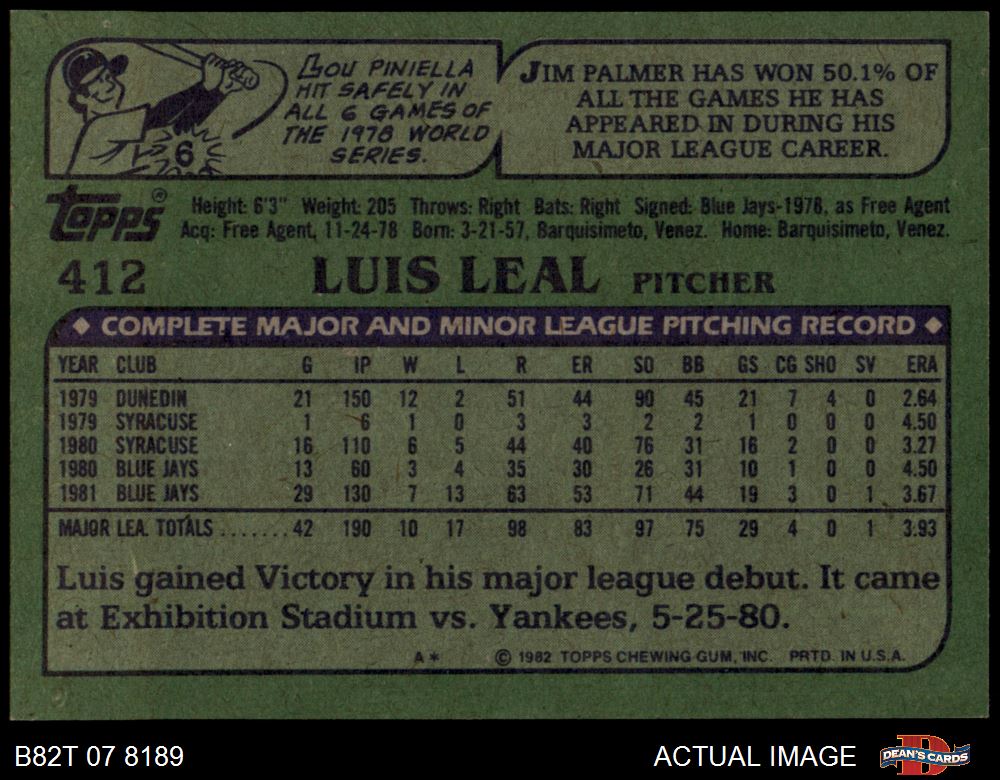 LOU PINIELLA
HIT SAFELY IN
ALL 6 GAMES OF
THE 1978 WORLD
SERIES.
6
JIM PALMER HAS WON 50.1% OF
ALL THE GAMES HE HAS
APPEARED IN DURING HIS
MAJOR LEAGUE CAREER.
TOPPS®
Height: 6'3" Weight: 205 Throws: Right Bats: Right Signed: Blue Jays-1978, as Free Agent
Acq: Free Agent, 11-24-78 Born: 3-21-57, Barquisimeto, Venez. Home: Barquisimeto, Venez.
412 LUIS LEAL PITCHER
◆ COMPLETE MAJOR AND MINOR LEAGUE PITCHING RECORD ◆
YEAR CLUB G IP W L R ER SO BB GS CG SHO SV ERA
1979 DUNEDIN 21 150 12 2 51 44 90 45 21 7 4 0 2.64
1979 SYRACUSE 1 6 1 0 3 3 2 2 1 0 0 0 4.50
1980 SYRACUSE 16 110 6 5 44 40 76 31 16 2 0 0 3.27
1980 BLUE JAYS 13 60 3 4 35 30 26 31 10 1 0 0 4.50
1981 BLUE JAYS 29 130 7 13 63 53 71 44 19 3 0 1 3.67
MAJOR LEA. TOTALS .......42 190 10 17 98 83 97 75 29 4 0 1 3.93
Luis gained Victory in his major league debut. It came
at Exhibition Stadium vs. Yankees, 5-25-80.
A* © 1982 TOPPS CHEWING GUM, INC. PRTD. IN U.S.A.
B82T 07 8189 ACTUAL IMAGE D DEAN'S CARDS